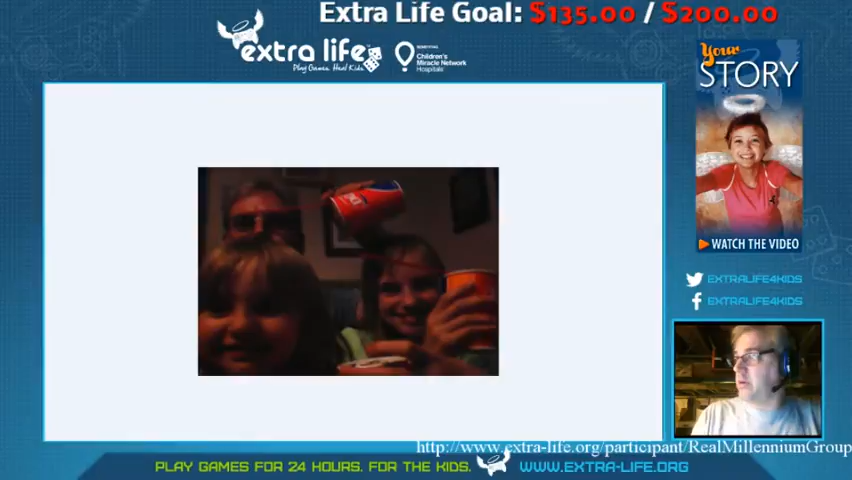 Extra Life Goal: $135.00 / $200.00
extra life
Play Games. Heal Kids.
BENEFITING
Children's
Miracle Network
Hospitals
Your
STORY
WATCH THE VIDEO
EXTRALIFE4KIDS
EXTRALIFE4KIDS
http://www.extra-life.org/participant/RealMillenniumGroup
PLAY GAMES FOR 24 HOURS. FOR THE KIDS.
WWW.EXTRA-LIFE.ORG